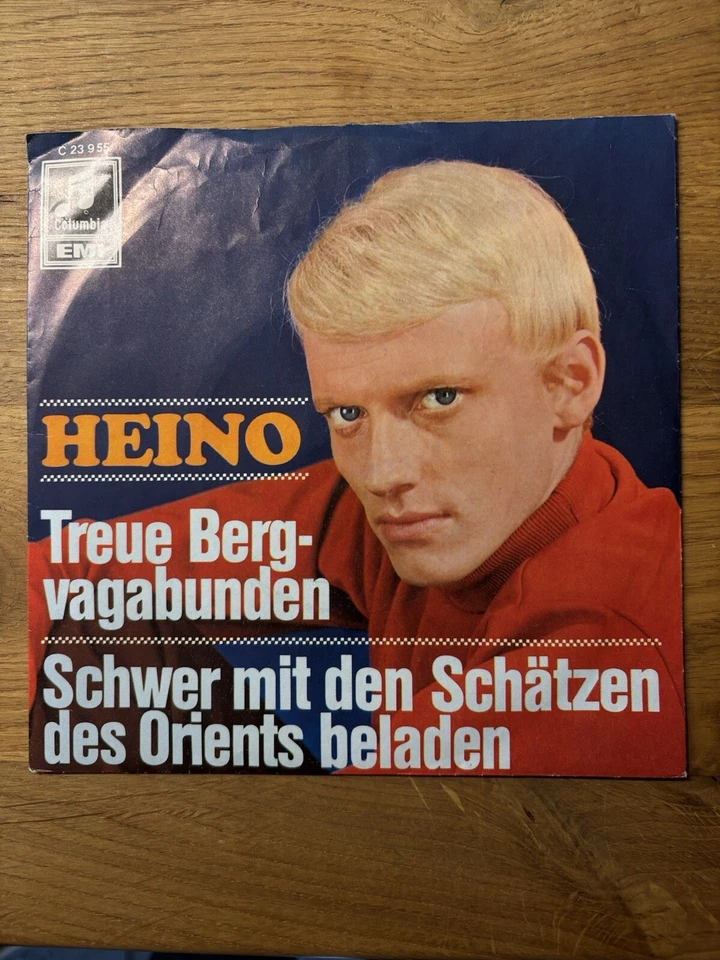 C 23 955
Columbia
EMI
HEINO
Treue Berg-
vagabunden
Schwer mit den Schätzen
des Orients beladen